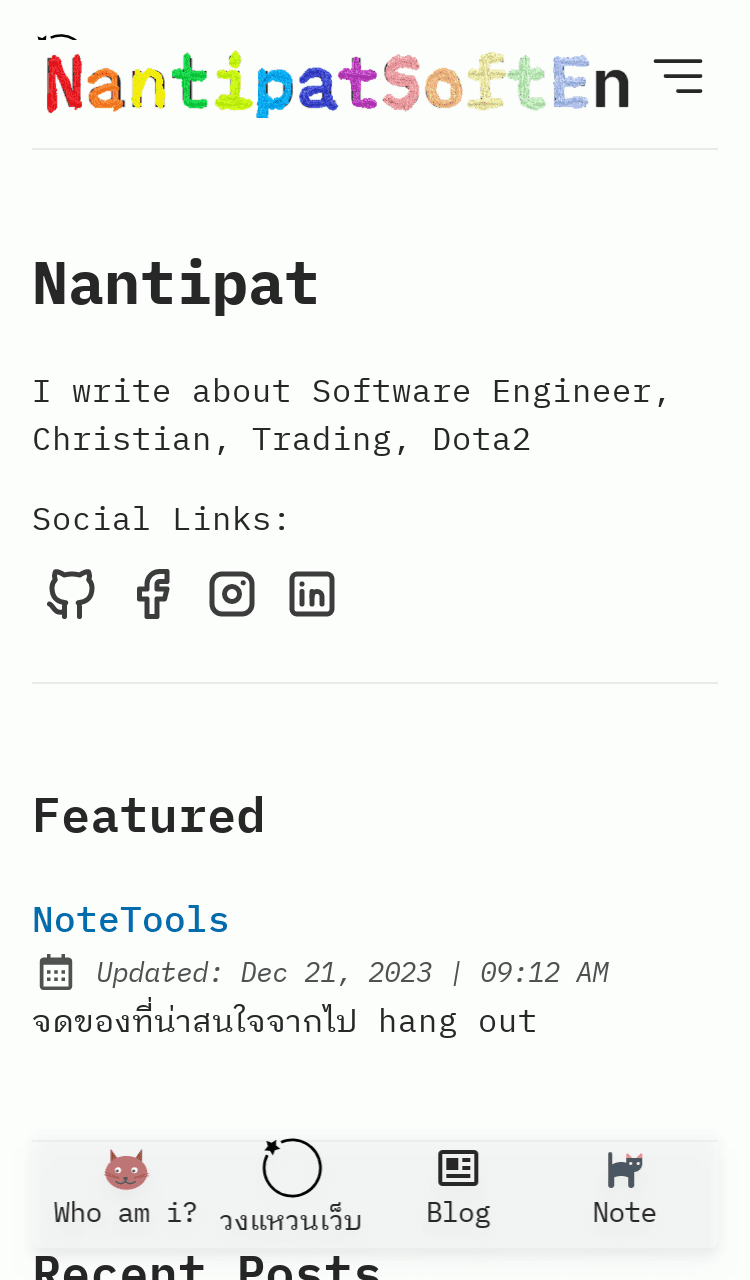 NantipatSoftEn
Nantipat
I write about Software Engineer,
Christian, Trading, Dota2
Social Links:
Featured
NoteTools
Updated: Dec 21, 2023 | 09:12 AM
จดของที่น่าสนใจจากไป hang out
Who am i?
วงแหวนเว็บ
Blog
Note
Recent Posts